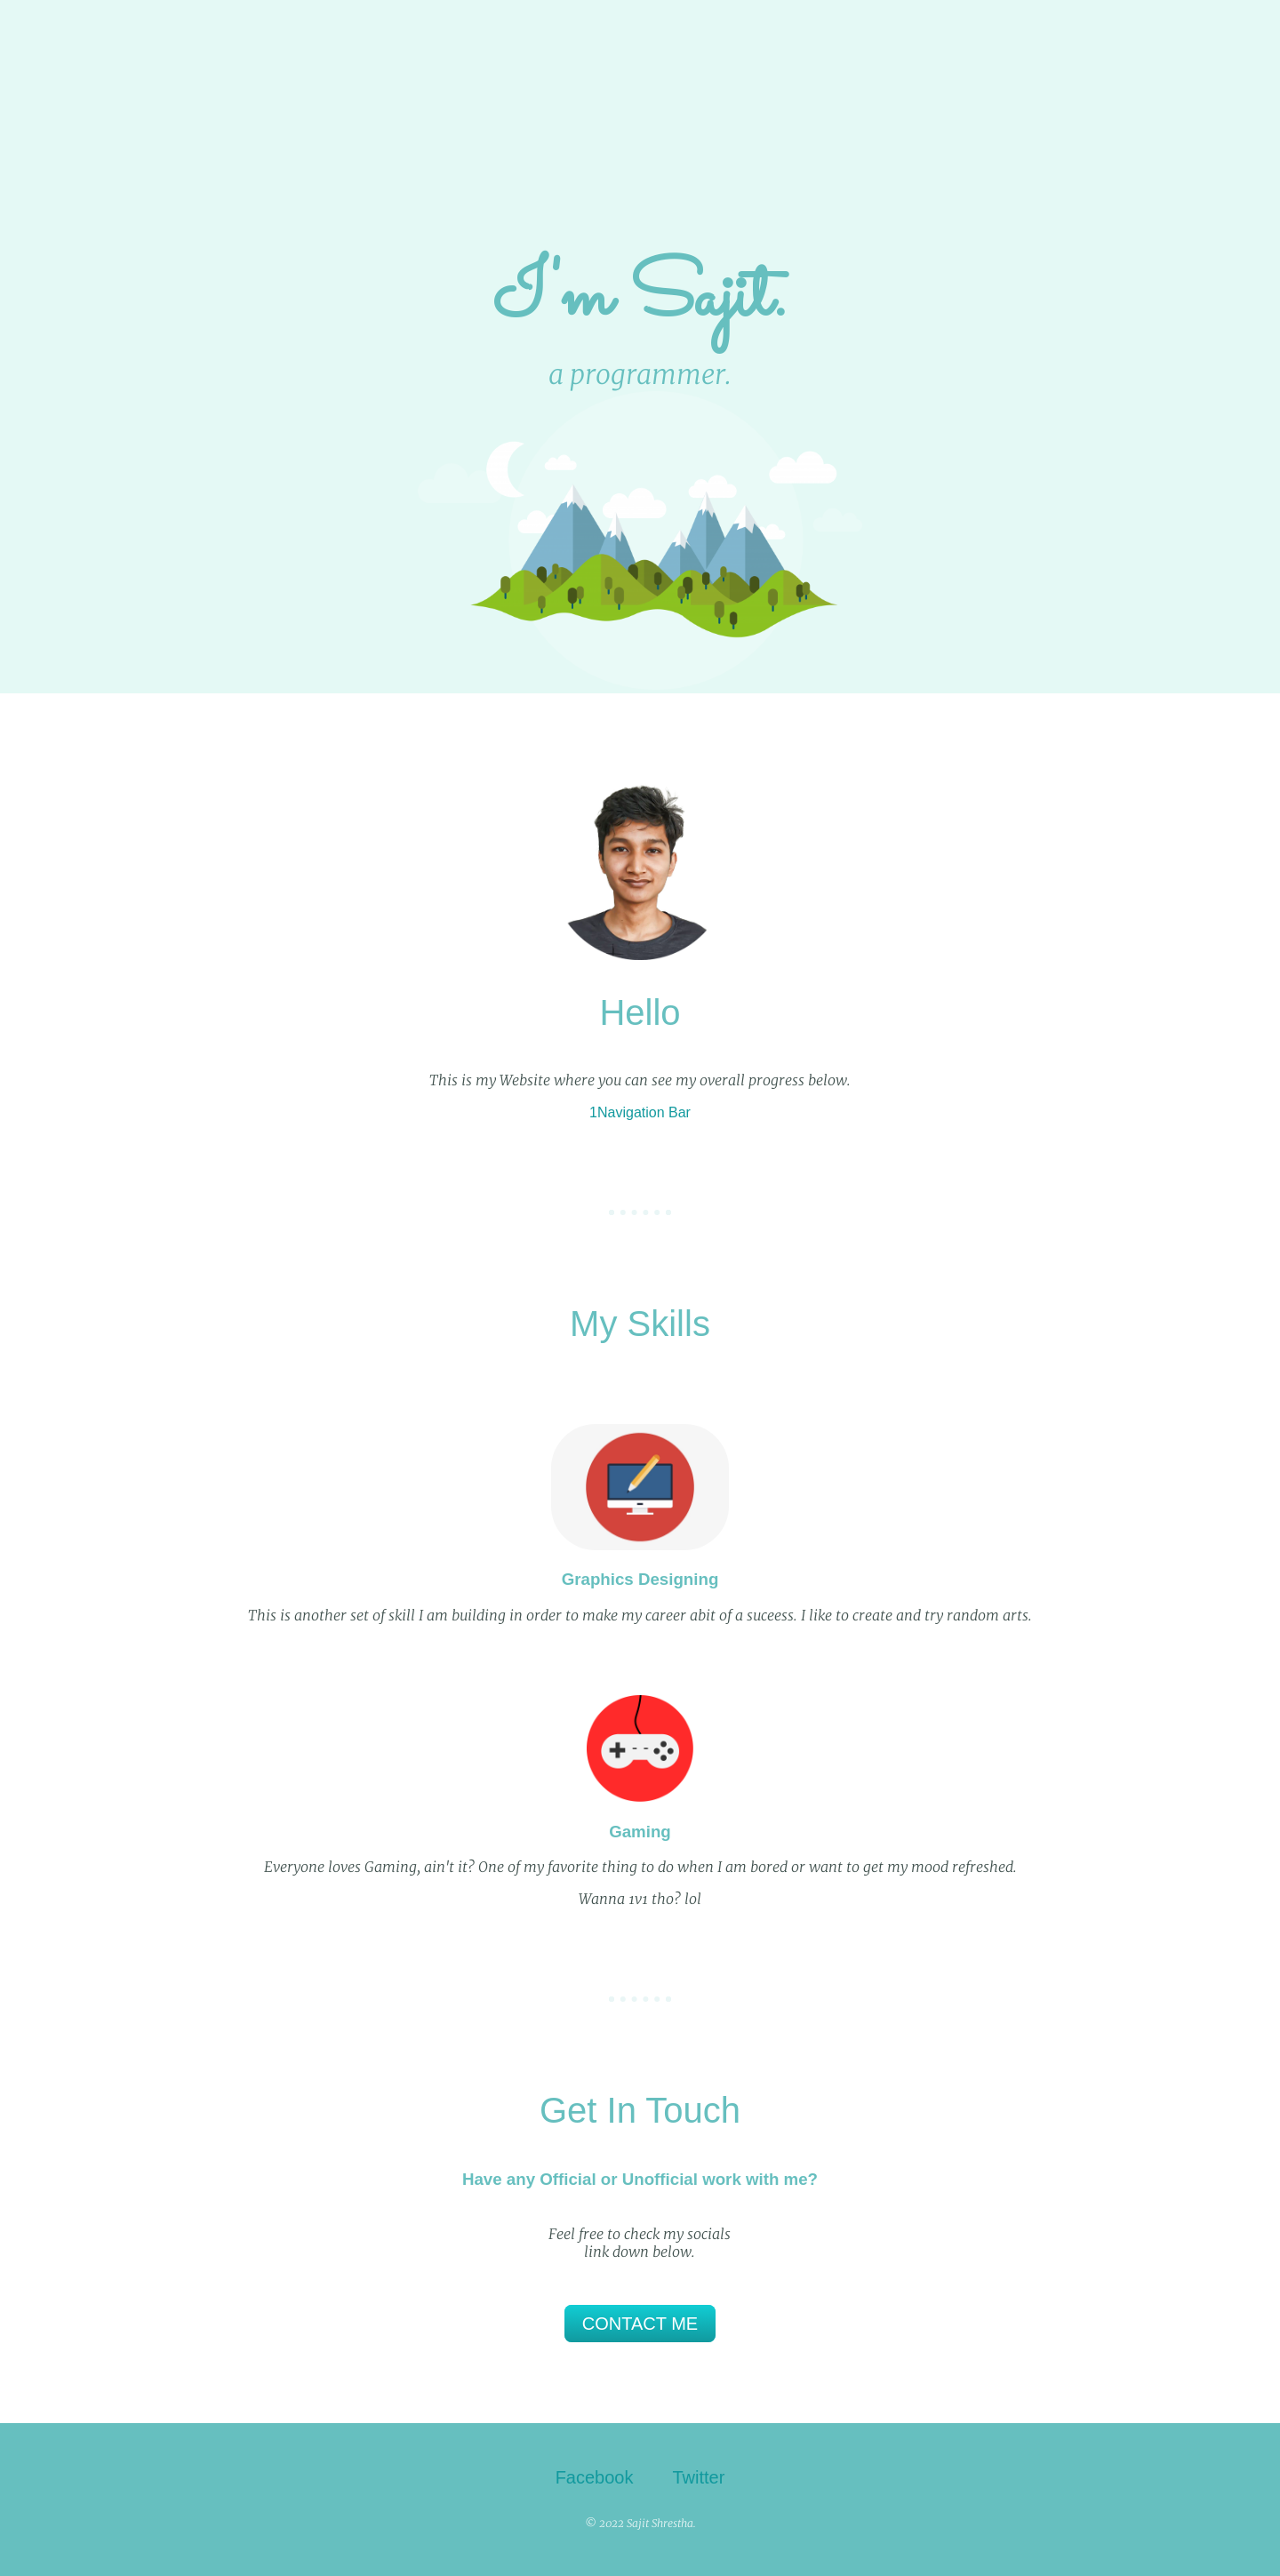 I'm Sajit.
a programmer.
Hello
This is my Website where you can see my overall progress below.
1Navigation Bar
My Skills
Graphics Designing
This is another set of skill I am building in order to make my career abit of a suceess. I like to create and try random arts.
Gaming
Everyone loves Gaming, ain't it? One of my favorite thing to do when I am bored or want to get my mood refreshed.
Wanna 1v1 tho? lol
Get In Touch
Have any Official or Unofficial work with me?
Feel free to check my socials
link down below.
CONTACT ME
Facebook Twitter
© 2022 Sajit Shrestha.